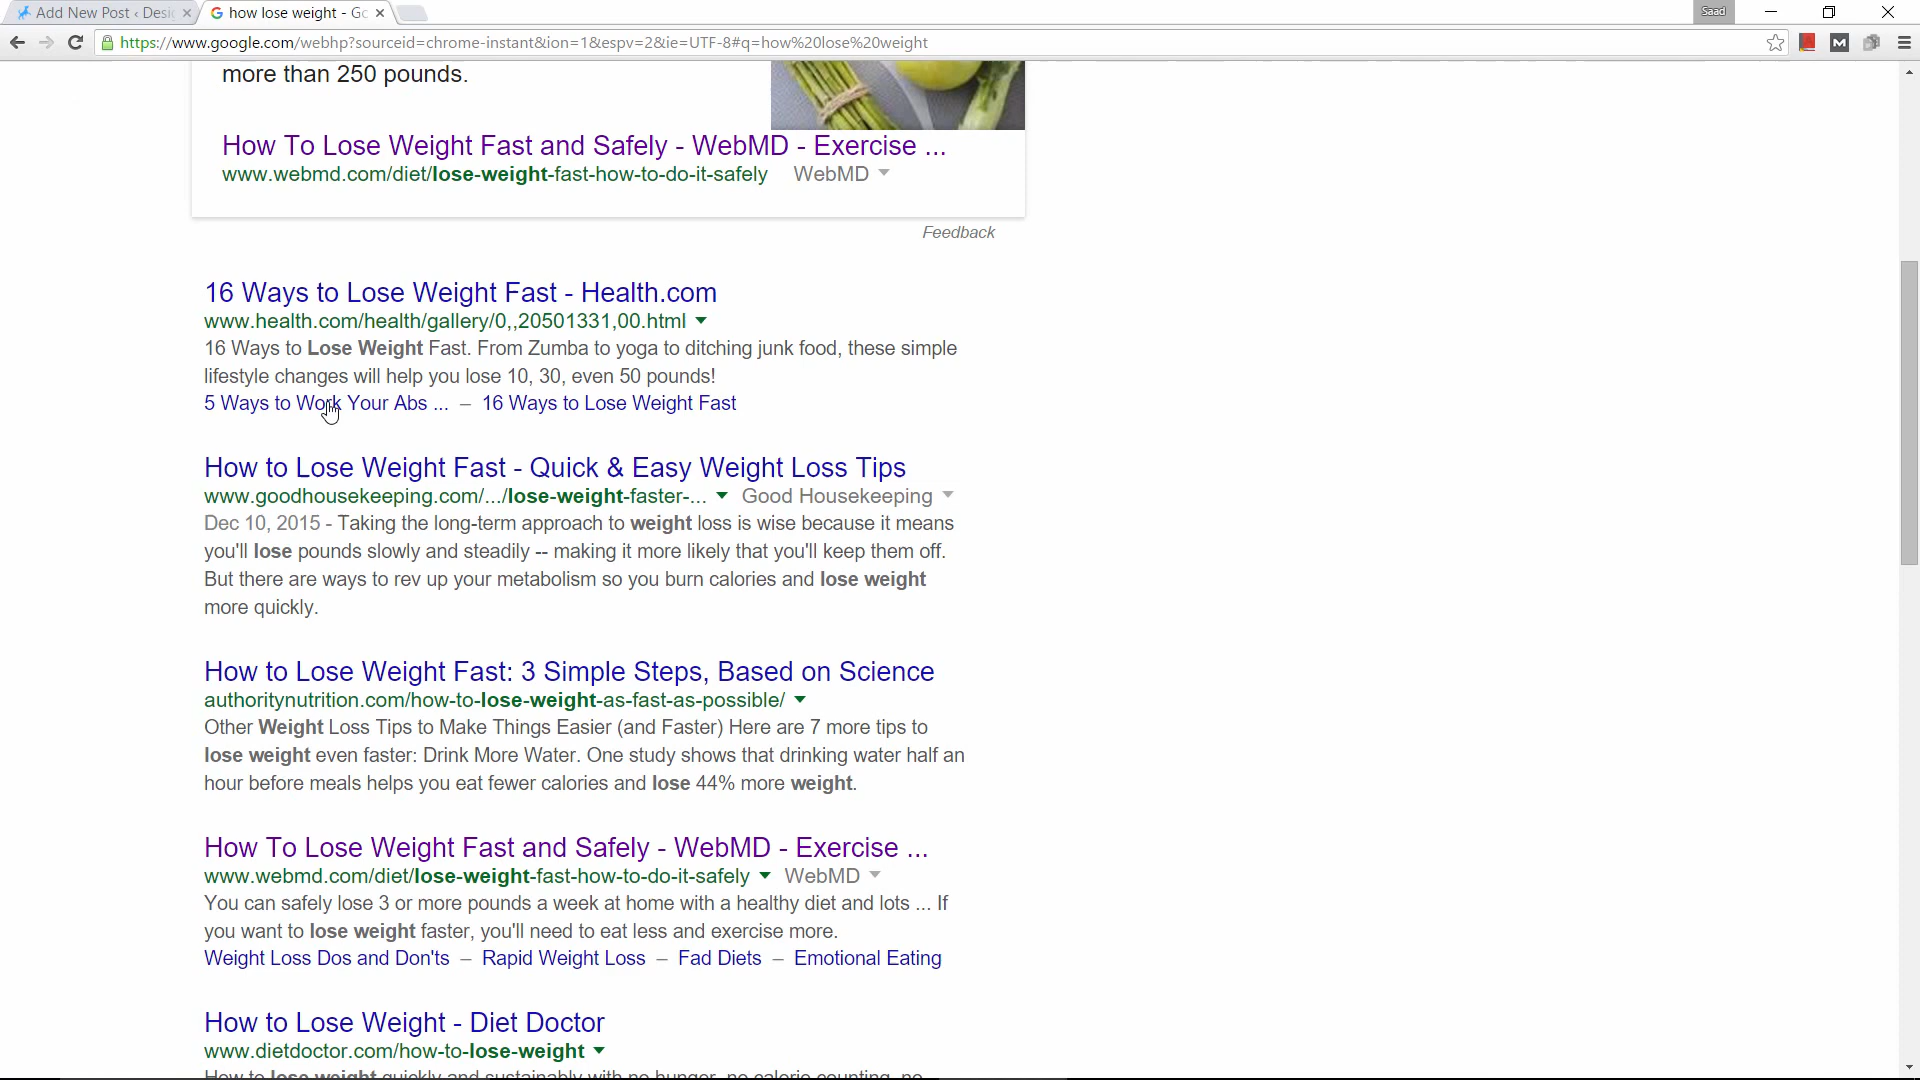 Add New Post ‹ Desi
how lose weight - Go
Saad
https://www.google.com/webhp?sourceid=chrome-instant&ion=1&espv=2&ie=UTF-8#q=how%20lose%20weight
more than 250 pounds.
How To Lose Weight Fast and Safely - WebMD - Exercise ...
www.webmd.com/diet/lose-weight-fast-how-to-do-it-safely WebMD
Feedback
16 Ways to Lose Weight Fast - Health.com
www.health.com/health/gallery/0,,20501331,00.html
16 Ways to Lose Weight Fast. From Zumba to yoga to ditching junk food, these simple
lifestyle changes will help you lose 10, 30, even 50 pounds!
5 Ways to Work Your Abs ... – 16 Ways to Lose Weight Fast
How to Lose Weight Fast - Quick & Easy Weight Loss Tips
www.goodhousekeeping.com/.../lose-weight-faster-... Good Housekeeping
Dec 10, 2015 - Taking the long-term approach to weight loss is wise because it means
you'll lose pounds slowly and steadily -- making it more likely that you'll keep them off.
But there are ways to rev up your metabolism so you burn calories and lose weight
more quickly.
How to Lose Weight Fast: 3 Simple Steps, Based on Science
authoritynutrition.com/how-to-lose-weight-as-fast-as-possible/
Other Weight Loss Tips to Make Things Easier (and Faster) Here are 7 more tips to
lose weight even faster: Drink More Water. One study shows that drinking water half an
hour before meals helps you eat fewer calories and lose 44% more weight.
How To Lose Weight Fast and Safely - WebMD - Exercise ...
www.webmd.com/diet/lose-weight-fast-how-to-do-it-safely WebMD
You can safely lose 3 or more pounds a week at home with a healthy diet and lots ... If
you want to lose weight faster, you'll need to eat less and exercise more.
Weight Loss Dos and Don'ts – Rapid Weight Loss – Fad Diets – Emotional Eating
How to Lose Weight - Diet Doctor
www.dietdoctor.com/how-to-lose-weight
How to lose weight quickly and sustainably with no hunger, no calorie counting, no